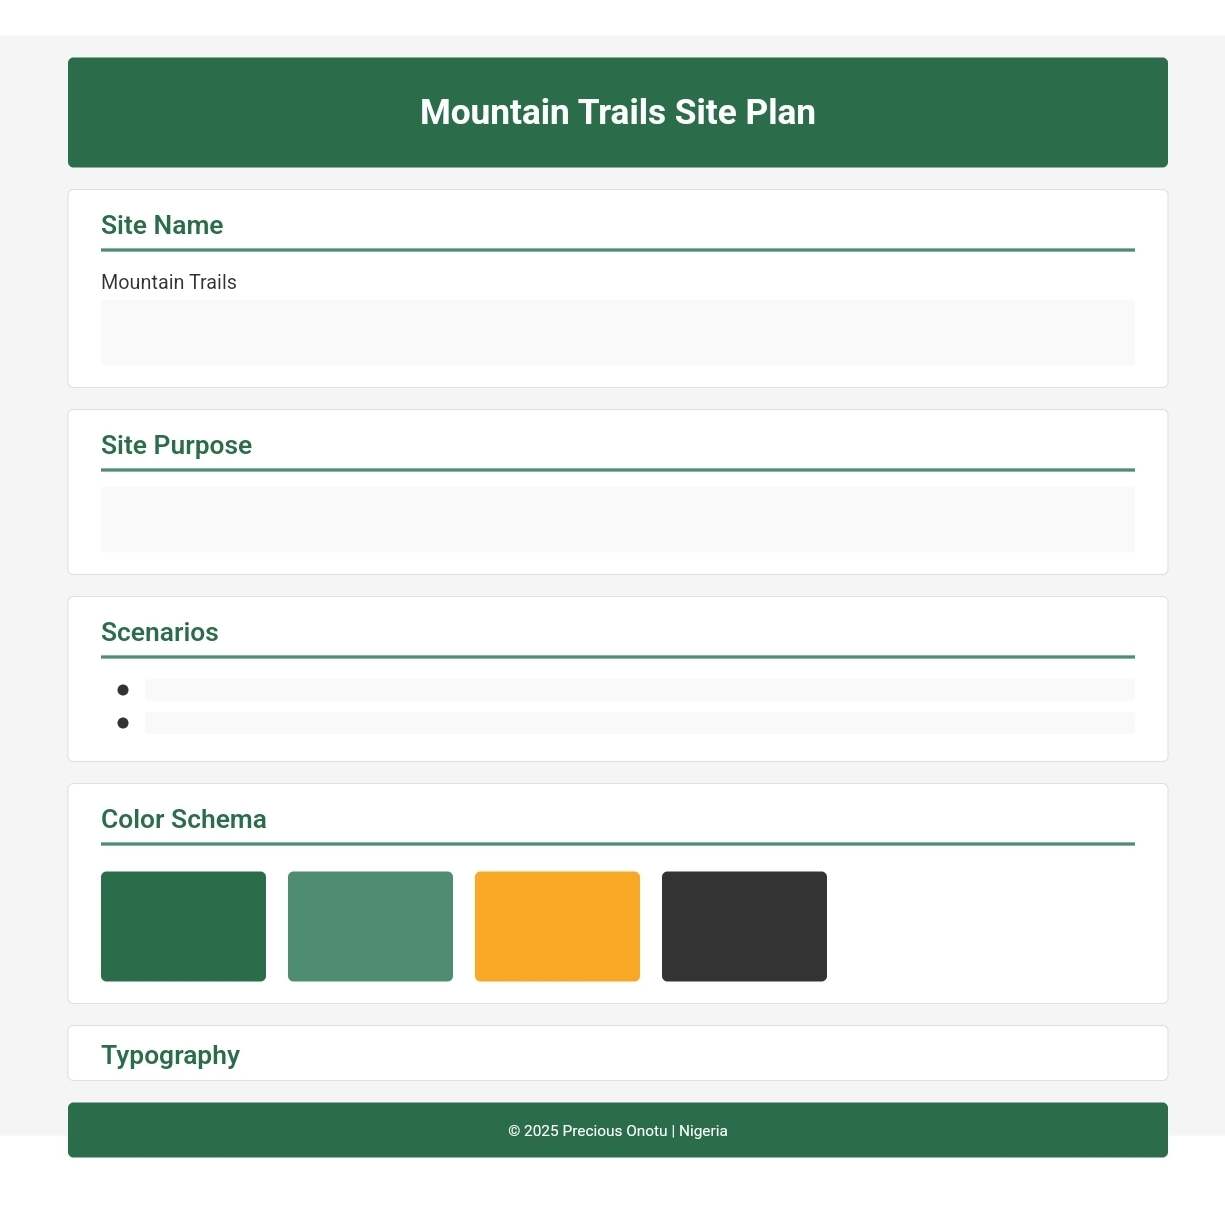 Mountain Trails Site Plan
Site Name
Mountain Trails
Site Purpose
Scenarios
Color Schema
Typography
© 2025 Precious Onotu | Nigeria